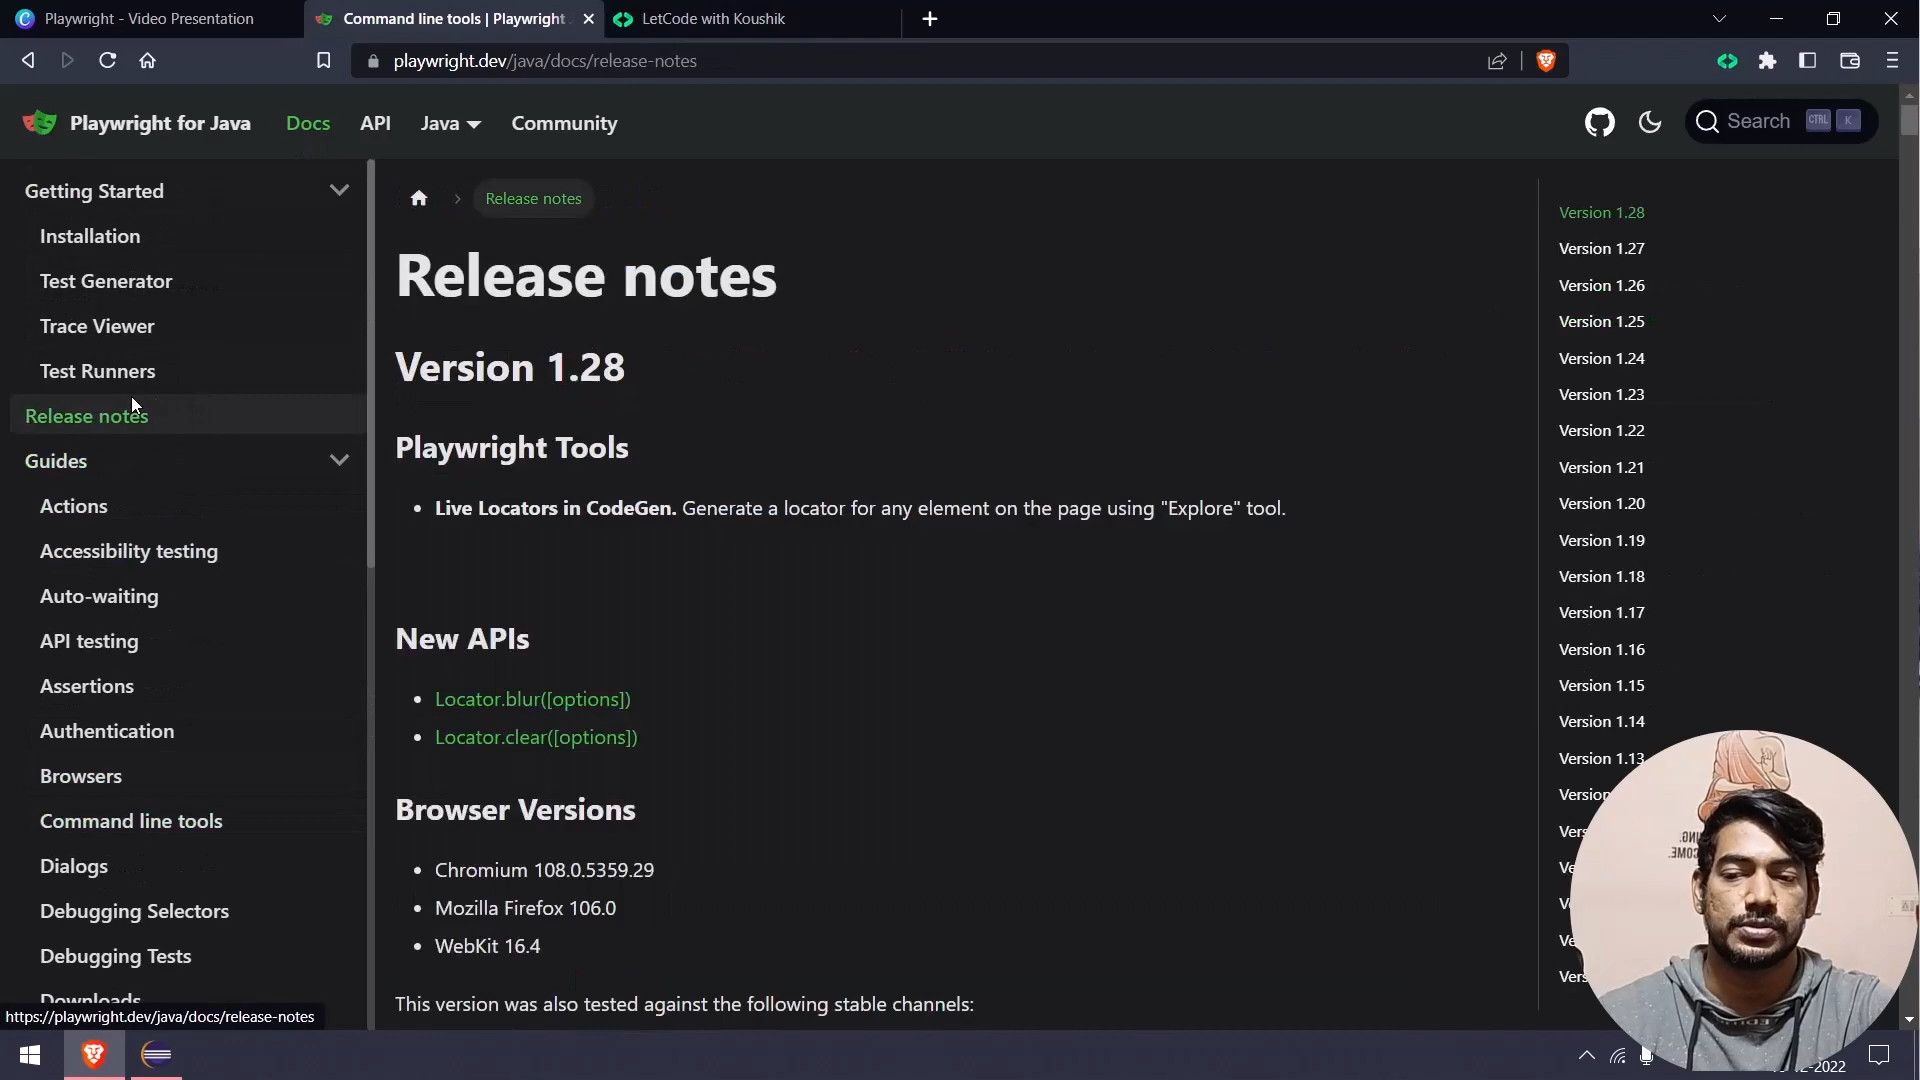 Playwright - Video Presentation
Command line tools | Playwright
LetCode with Koushik
playwright.dev/java/docs/release-notes
Playwright for Java
Docs
API
Java
Community
Search
CTRL
K
Getting Started
Installation
Test Generator
Trace Viewer
Test Runners
Release notes
Guides
Actions
Accessibility testing
Auto-waiting
API testing
Assertions
Authentication
Browsers
Command line tools
Dialogs
Debugging Selectors
Debugging Tests
Downloads
https://playwright.dev/java/docs/release-notes
Release notes
Release notes
Version 1.28
Playwright Tools
Live Locators in CodeGen. Generate a locator for any element on the page using "Explore" tool.
New APIs
Locator.blur([options])
Locator.clear([options])
Browser Versions
Chromium 108.0.5359.29
Mozilla Firefox 106.0
WebKit 16.4
This version was also tested against the following stable channels:
Version 1.28
Version 1.27
Version 1.26
Version 1.25
Version 1.24
Version 1.23
Version 1.22
Version 1.21
Version 1.20
Version 1.19
Version 1.18
Version 1.17
Version 1.16
Version 1.15
Version 1.14
Version 1.13
Version